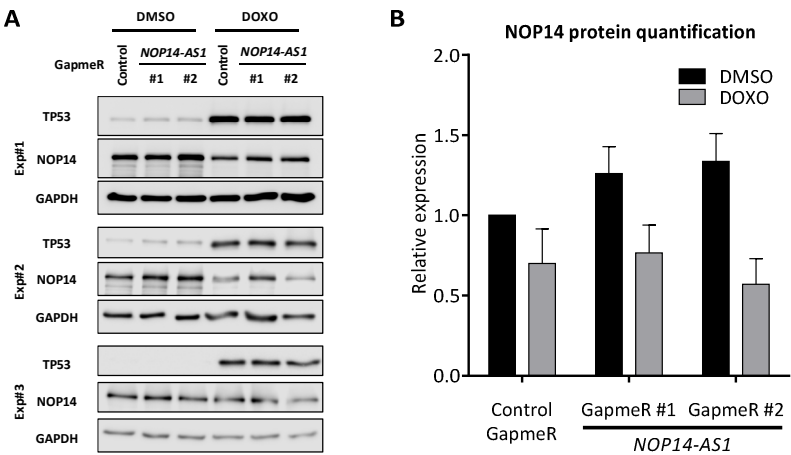 A
DMSO DOXO
GapmeR Control NOP14-AS1 Control NOP14-AS1
#1 #2 #1 #2
Exp#1
TP53
NOP14
GAPDH
Exp#2
TP53
NOP14
GAPDH
Exp#3
TP53
NOP14
GAPDH
B
NOP14 protein quantification
DMSO
DOXO
Relative expression
2.0
1.5
1.0
0.5
0.0
Control GapmeR #1 GapmeR #2
GapmeR
NOP14-AS1